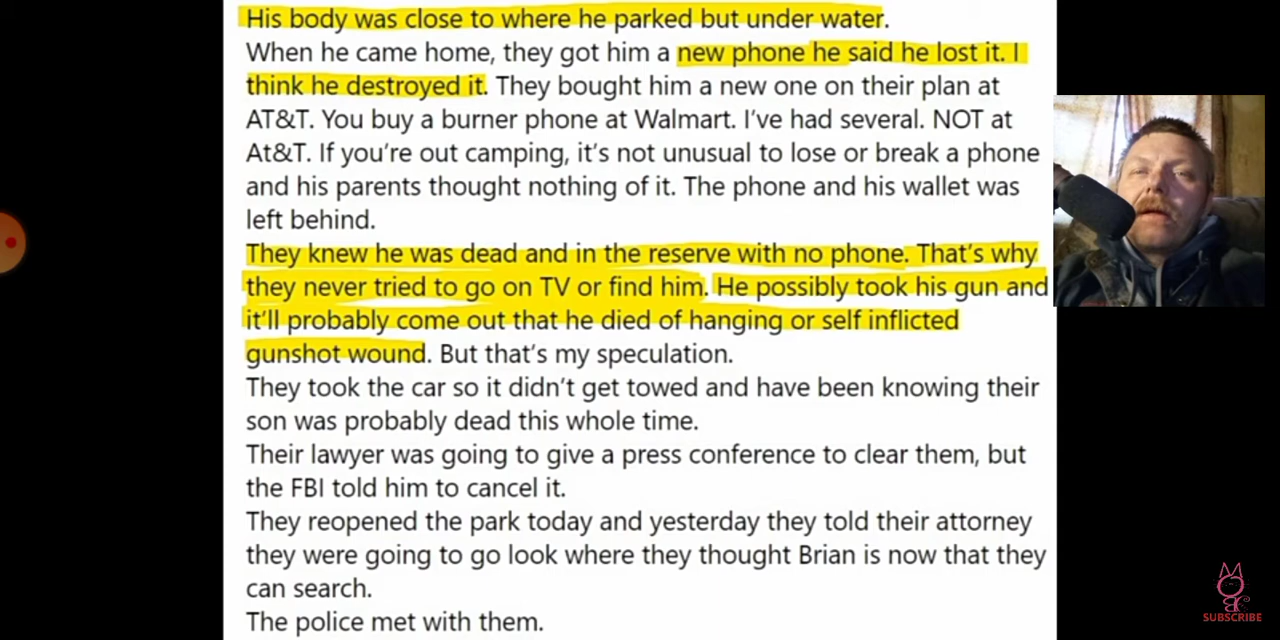 His body was close to where he parked but under water.
When he came home, they got him a new phone he said he lost it. I
think he destroyed it. They bought him a new one on their plan at
AT&T. You buy a burner phone at Walmart. I’ve had several. NOT at
At&T. If you’re out camping, it’s not unusual to lose or break a phone
and his parents thought nothing of it. The phone and his wallet was
left behind.
They knew he was dead and in the reserve with no phone. That’s why
they never tried to go on TV or find him. He possibly took his gun and
it’ll probably come out that he died of hanging or self inflicted
gunshot wound. But that’s my speculation.
They took the car so it didn’t get towed and have been knowing their
son was probably dead this whole time.
Their lawyer was going to give a press conference to clear them, but
the FBI told him to cancel it.
They reopened the park today and yesterday they told their attorney
they were going to go look where they thought Brian is now that they
can search.
The police met with them.
SUBSCRIBE